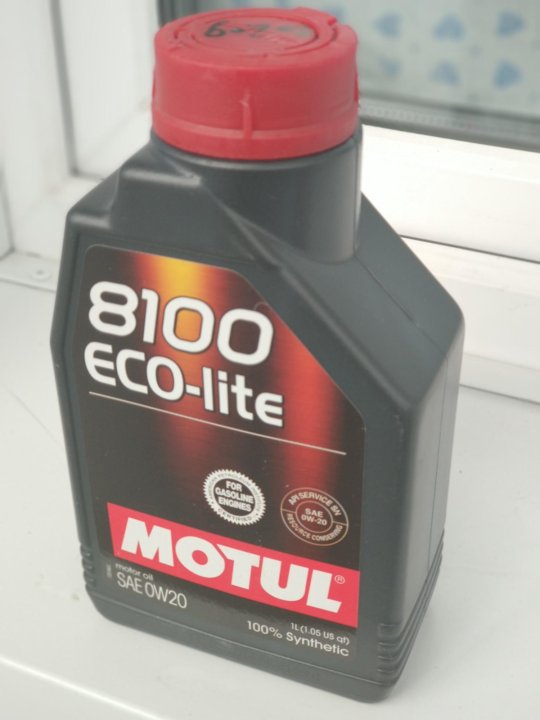 8100
ECO-lite
FOR
GASOLINE
ENGINES
CERTIFIED
API SERVICE SN
SAE
0W-20
RESOURCE CONSERVING
MOTUL®
motor oil
SAE 0W20
1L (1.05 US qt)
100% Synthetic